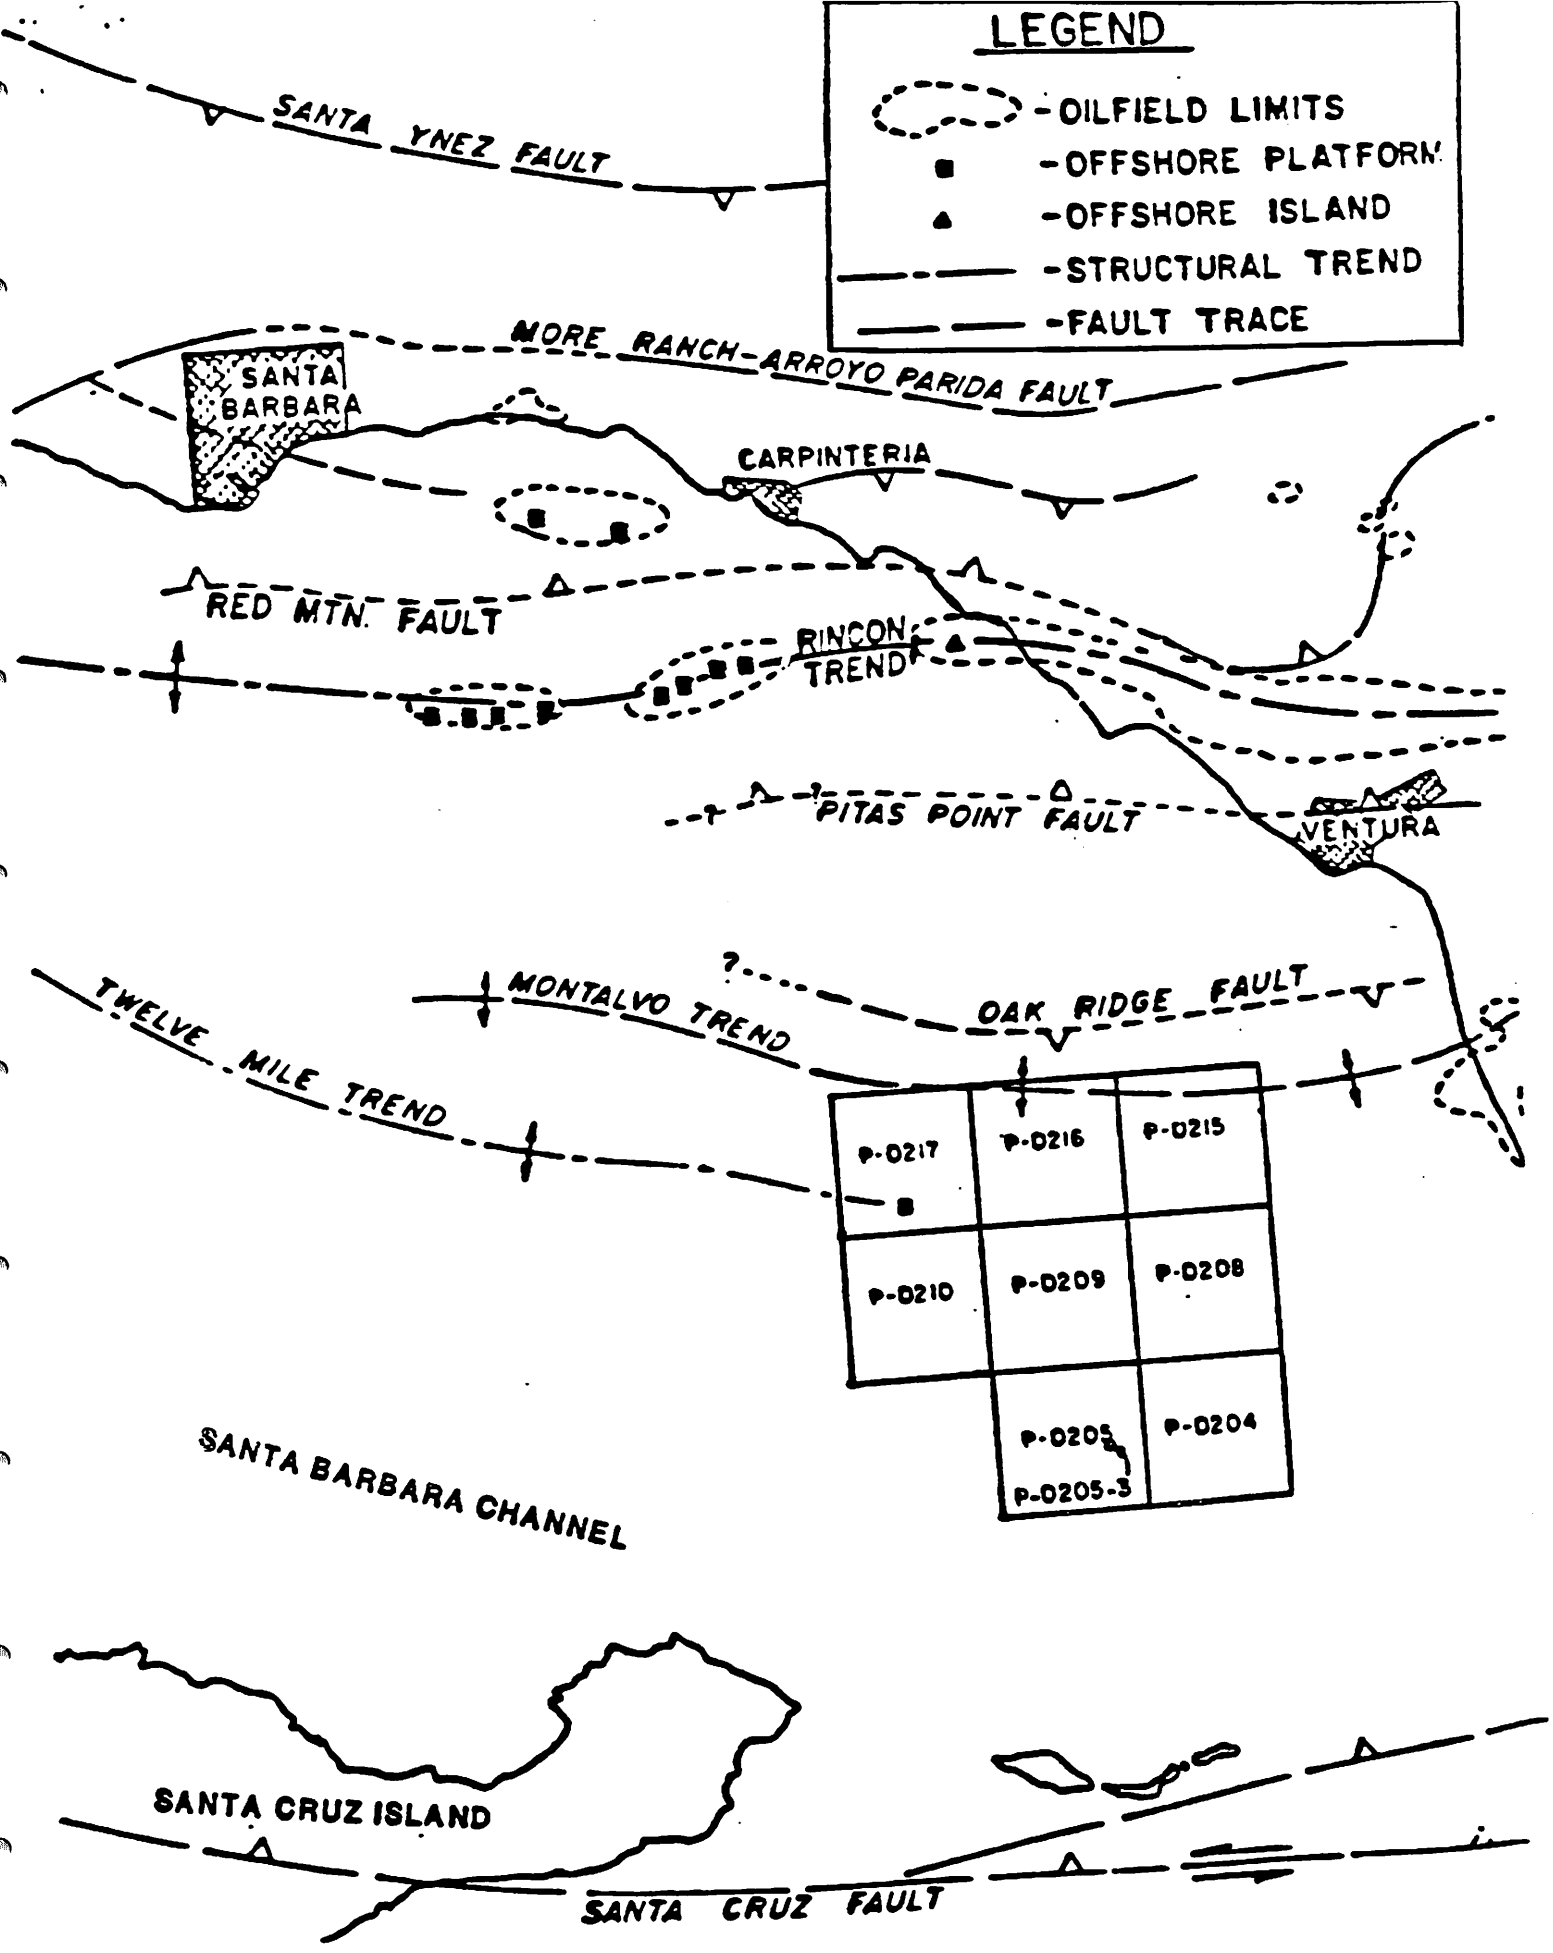 LEGEND
-OILFIELD LIMITS
-OFFSHORE PLATFORM
-OFFSHORE ISLAND
-STRUCTURAL TREND
-FAULT TRACE
SANTA YNEZ FAULT
MORE RANCH-ARROYO PARIDA FAULT
SANTA
BARBARA
CARPINTERIA
RED MTN. FAULT
RINCON
TREND
?
?
PITAS POINT FAULT
VENTURA
?
OAK RIDGE FAULT
MONTALVO TREND
TWELVE MILE TREND
P-0217
P-0216
P-0215
P-0210
P-0209
P-0208
P-0205
P-0204
P-0205-3
SANTA BARBARA CHANNEL
SANTA CRUZ ISLAND
SANTA CRUZ FAULT